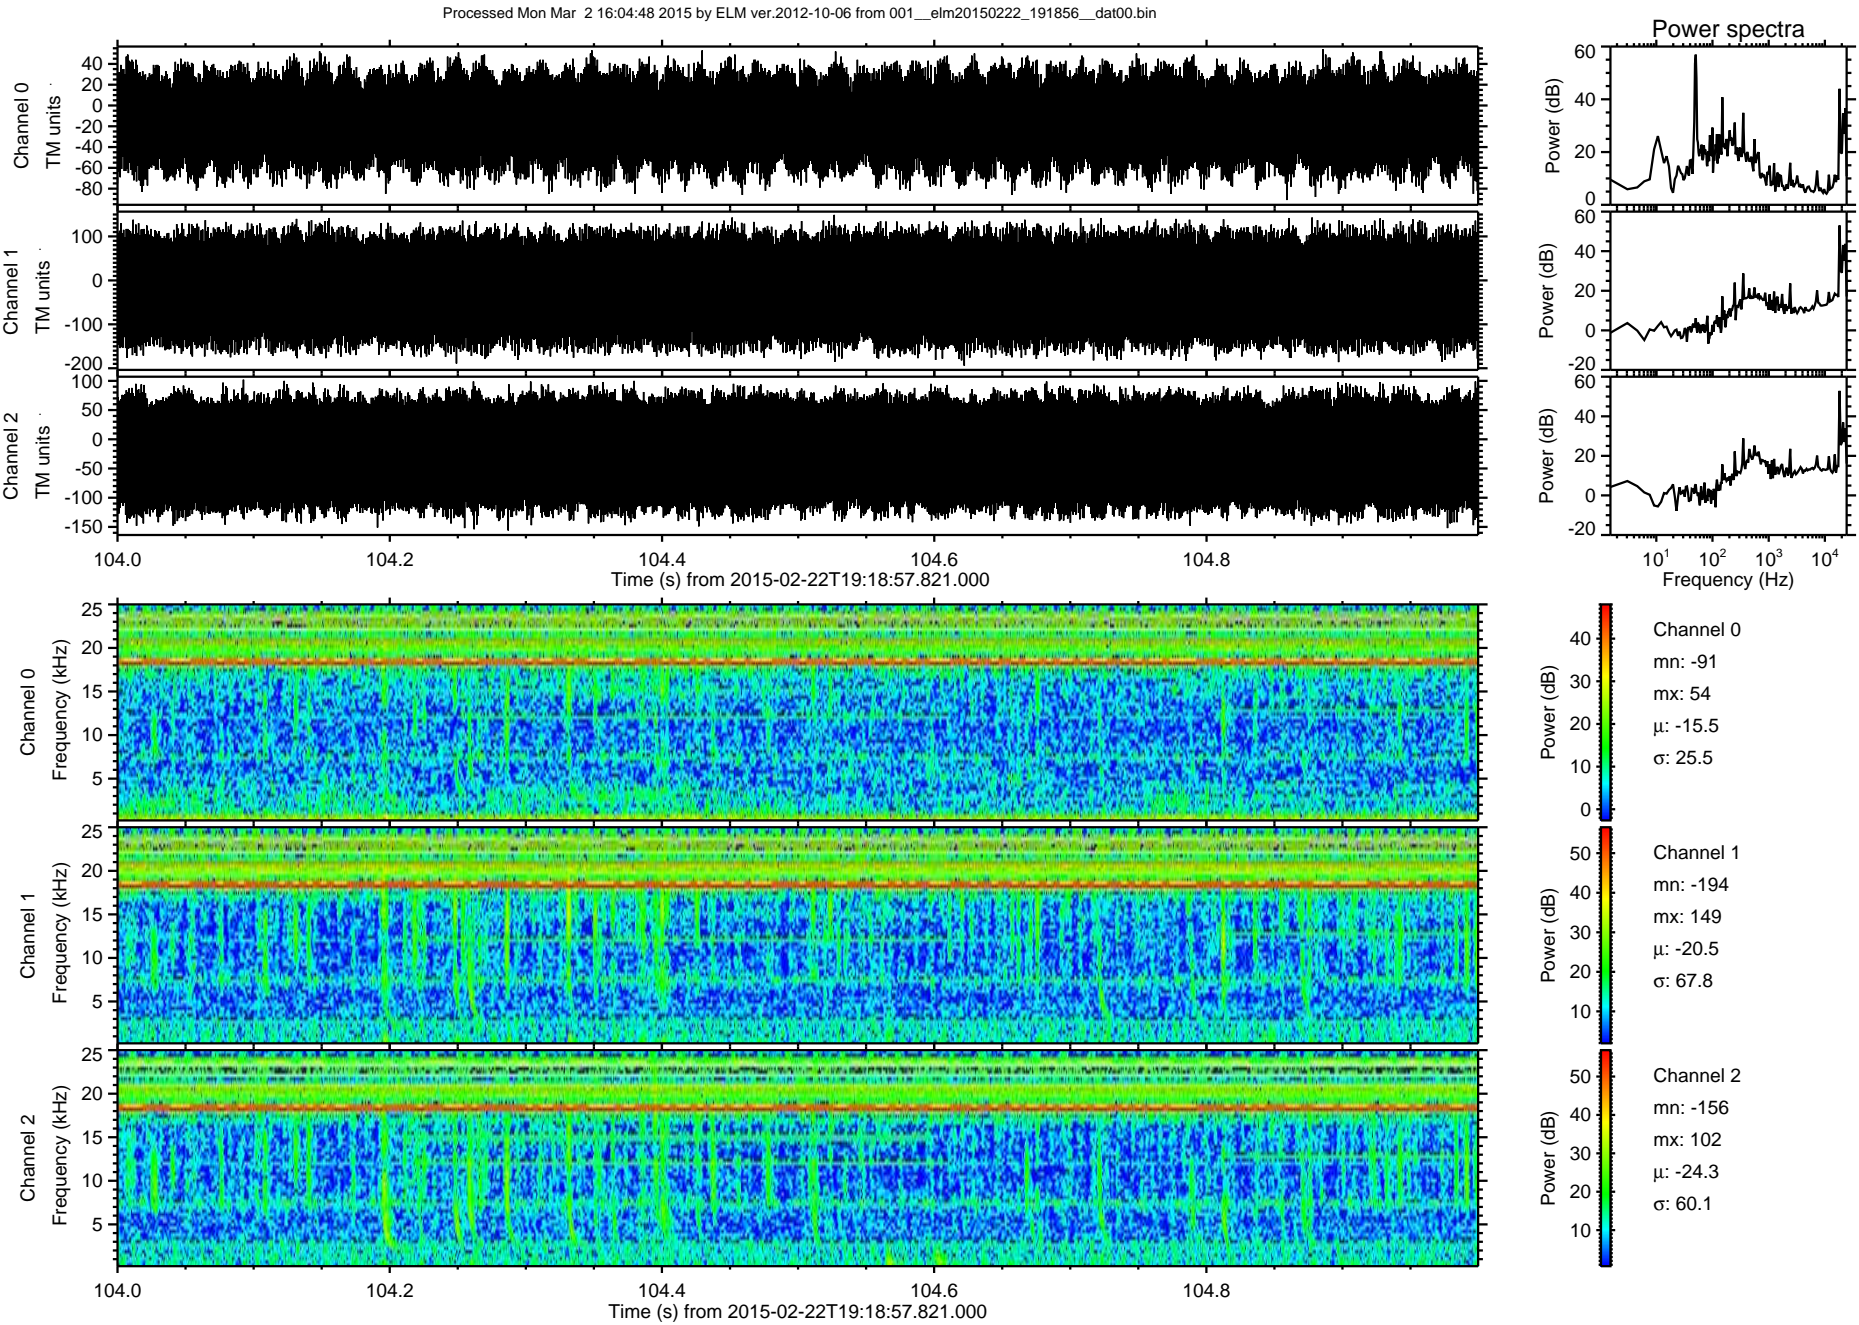 Processed Mon Mar  2 16:04:48 2015 by ELM ver.2012-10-06 from 001__elm20150222_191856__dat00.bin
Power spectra
Channel 0
TM units
40
20
0
-20
-40
-60
-80
Power (dB)
60
40
20
0
Channel 1
TM units
100
0
-100
-200
Power (dB)
60
40
20
0
-20
Channel 2
TM units
100
50
0
-50
-100
-150
Power (dB)
60
40
20
0
-20
104.0 104.2 104.4 104.6 104.8
Time (s) from 2015-02-22T19:18:57.821.000
10^1 10^2 10^3 10^4
Frequency (Hz)
Channel 0
Frequency (kHz)
25
20
15
10
5
Power (dB)
40
30
20
10
0
Channel 0
mn: -91
mx: 54
μ: -15.5
σ: 25.5
Channel 1
Frequency (kHz)
25
20
15
10
5
Power (dB)
50
40
30
20
10
Channel 1
mn: -194
mx: 149
μ: -20.5
σ: 67.8
Channel 2
Frequency (kHz)
25
20
15
10
5
Power (dB)
50
40
30
20
10
Channel 2
mn: -156
mx: 102
μ: -24.3
σ: 60.1
104.0 104.2 104.4 104.6 104.8
Time (s) from 2015-02-22T19:18:57.821.000